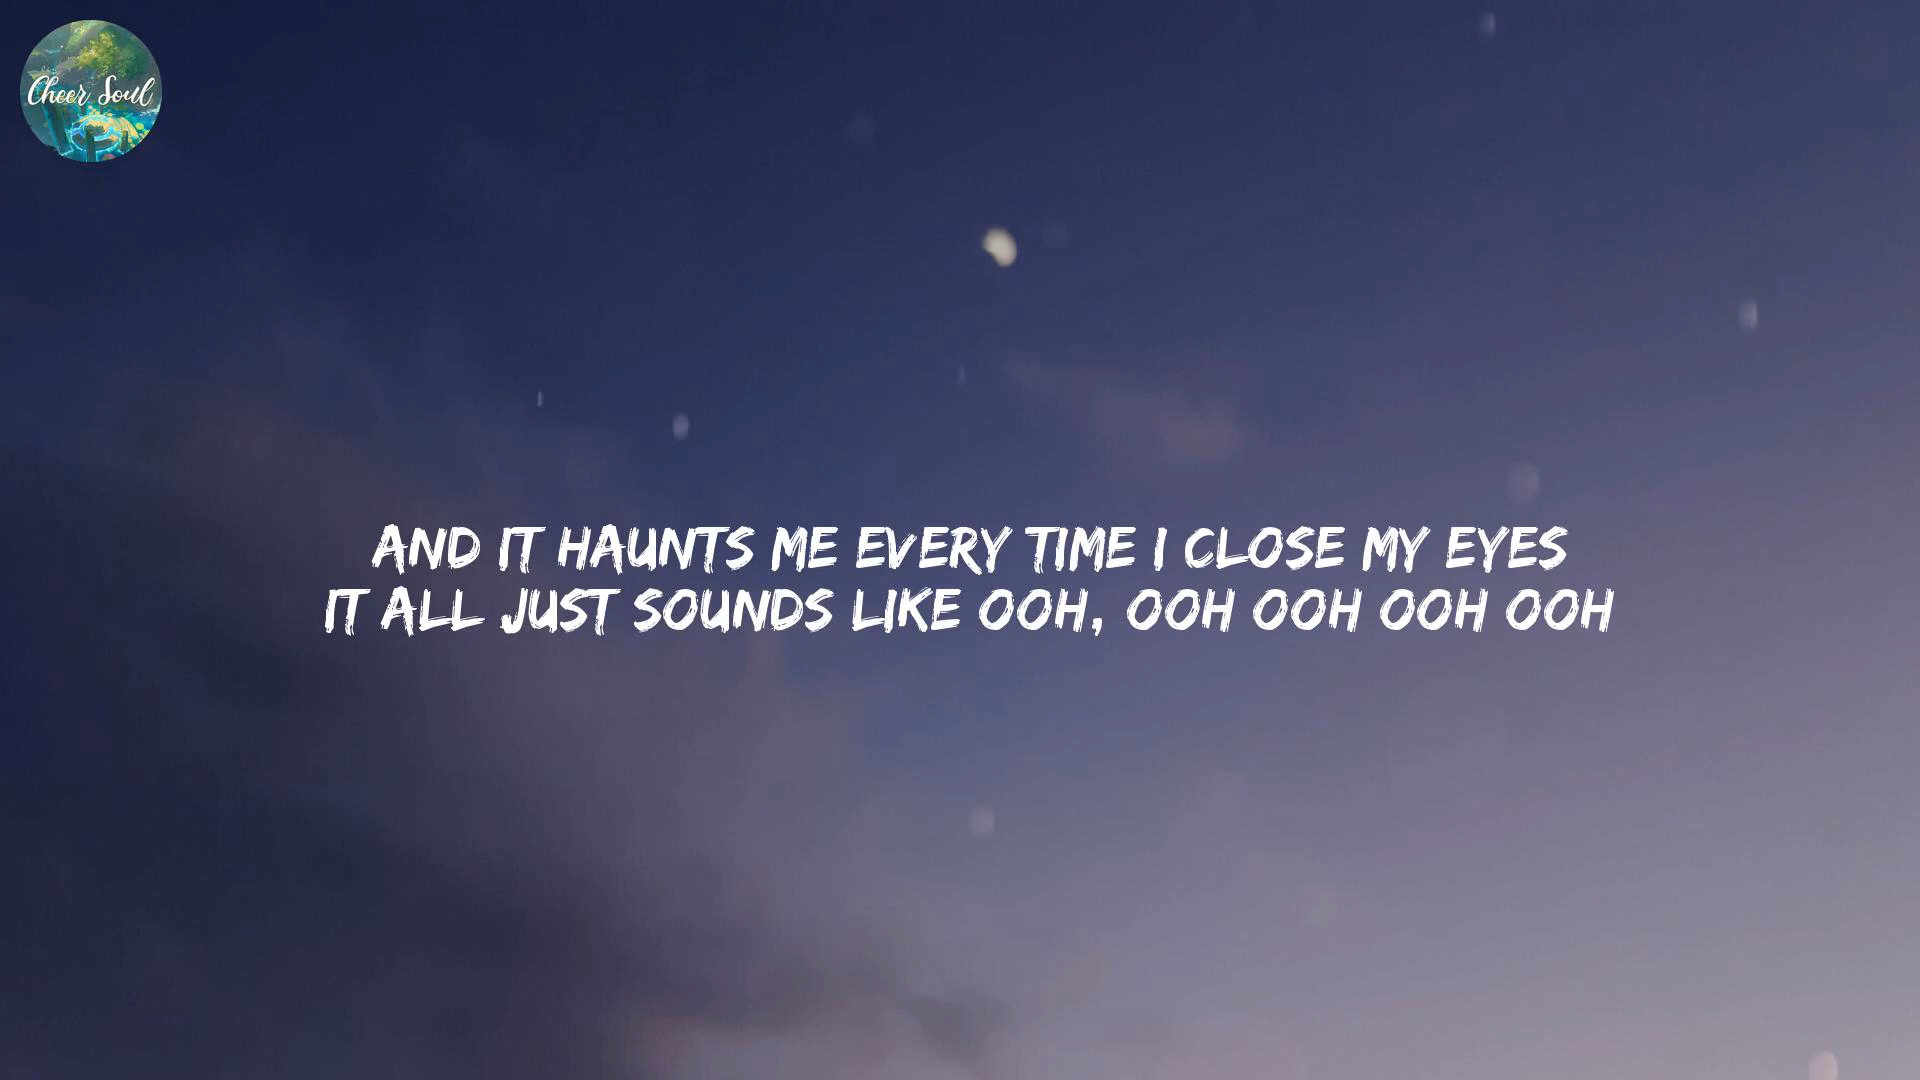 Cheer Soul
AND IT HAUNTS ME EVERY TIME I CLOSE MY EYES
IT ALL JUST SOUNDS LIKE OOH, OOH OOH OOH OOH